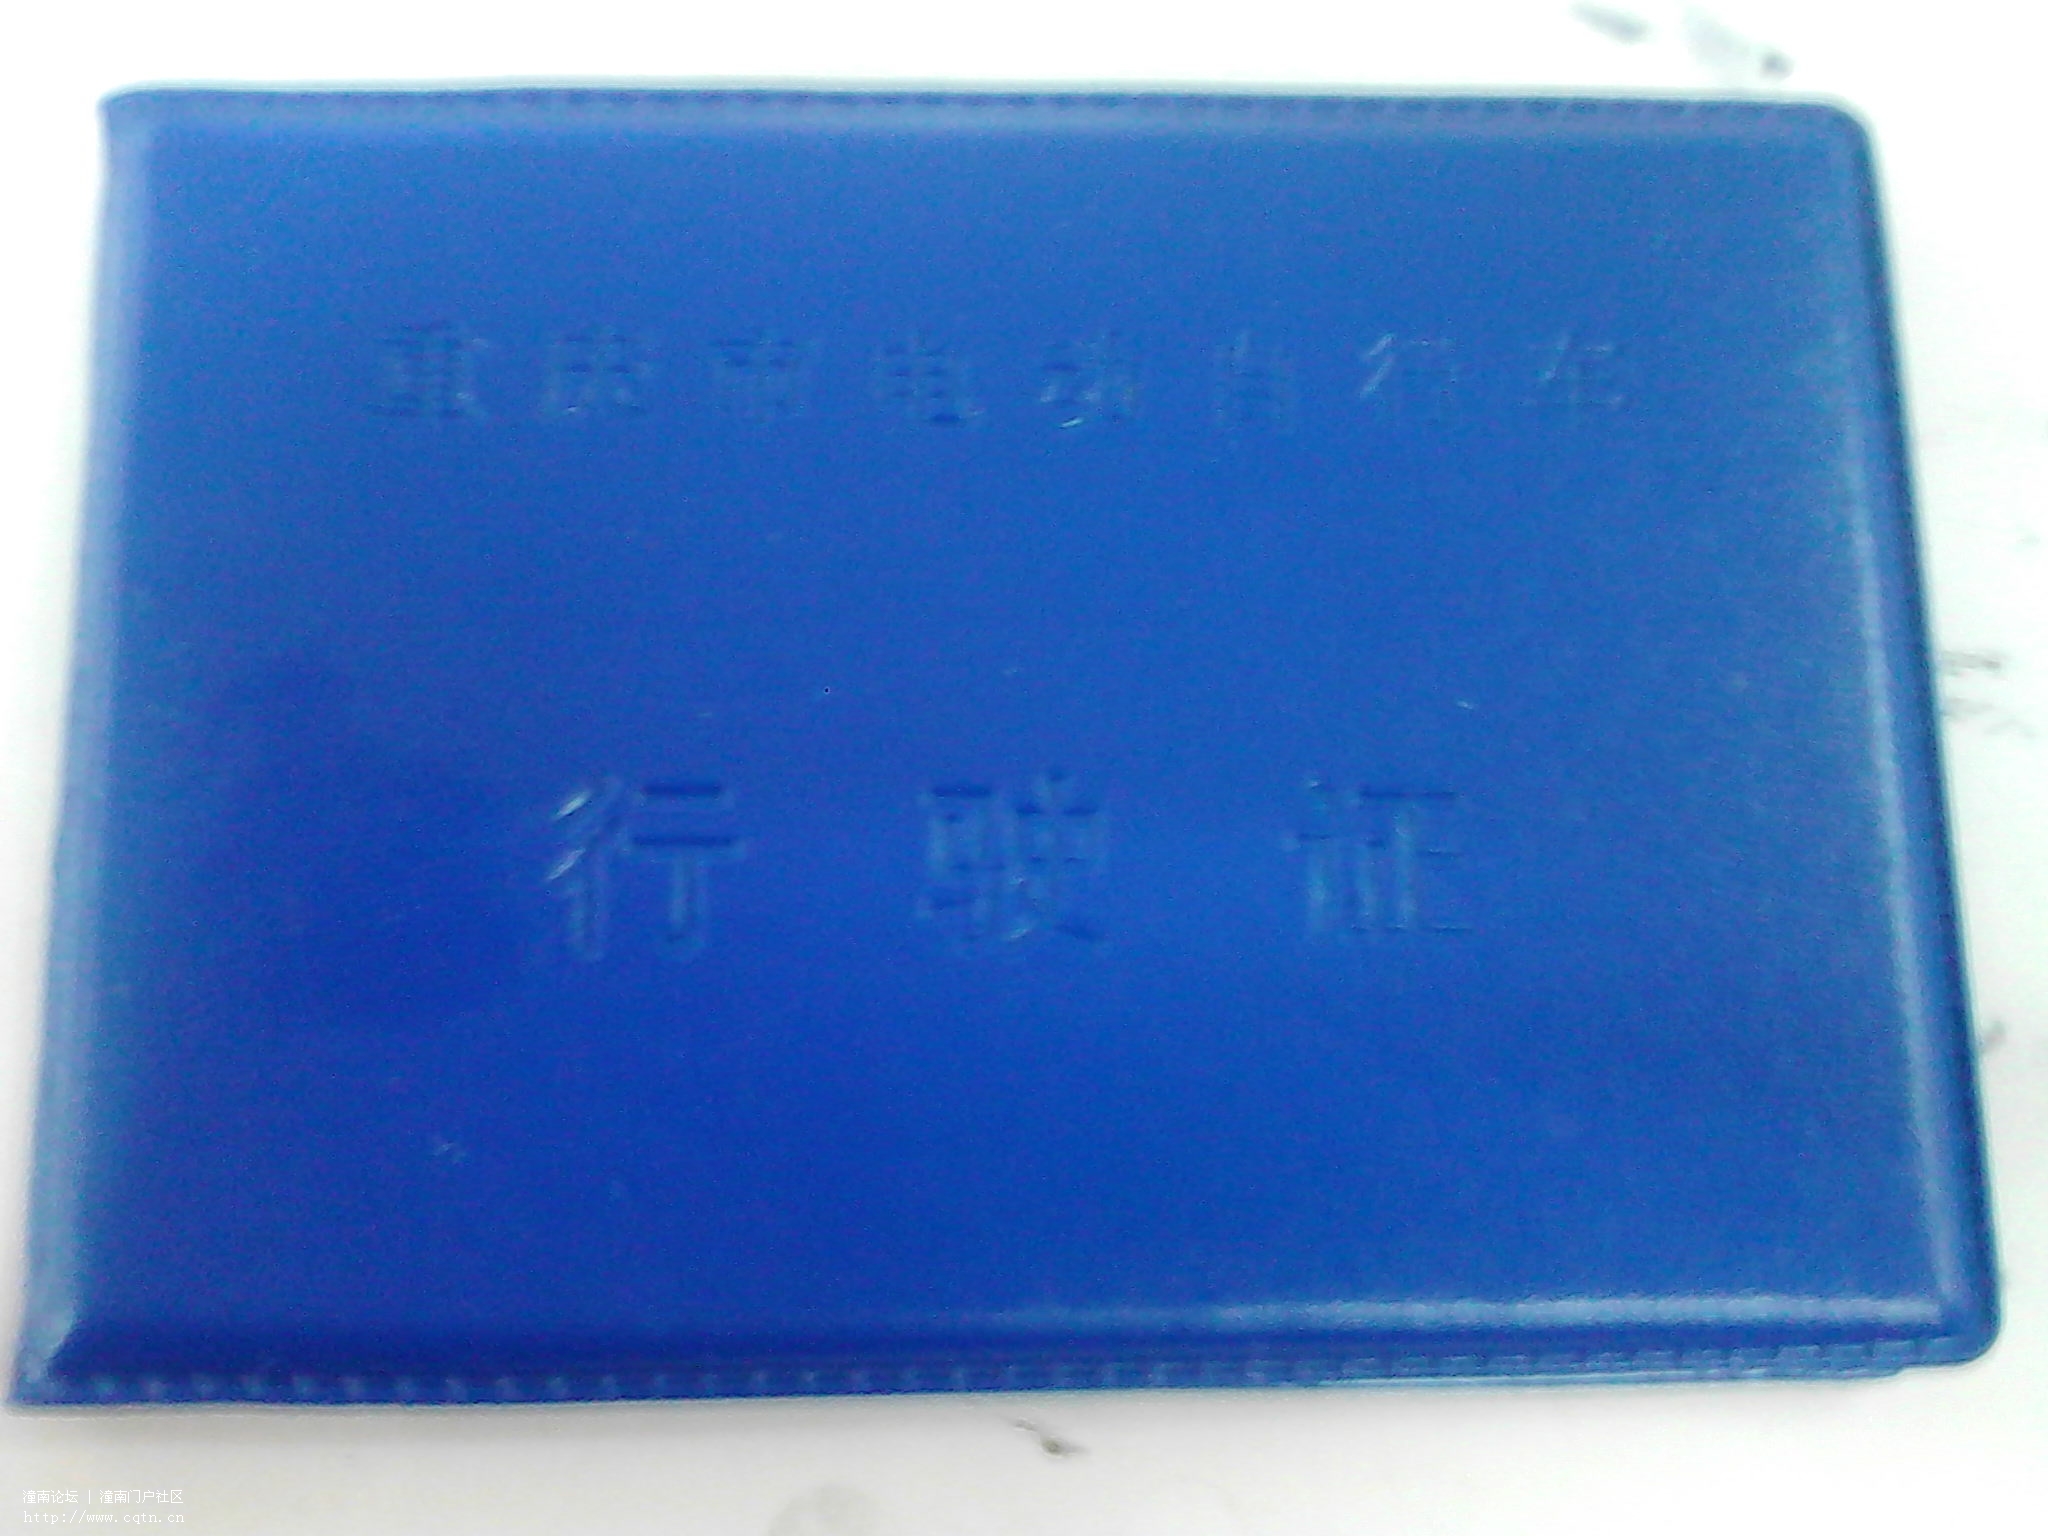 重庆市电动自行车
行驶证
潼南论坛 | 潼南门户社区
http://www.cqtn.cn